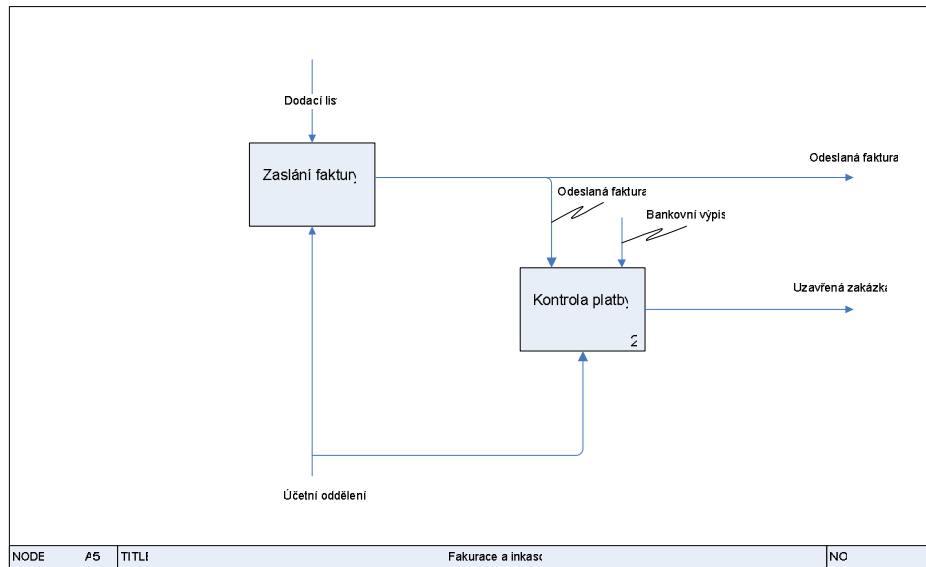 Dodací lis
Zaslání faktury
Odeslaná faktura
Odeslaná faktura
Bankovní výpis
Kontrola platby
2
Uzavřená zakázka
Účetní oddělení
NODE A5 TITLE Fakurace a inkaso NO